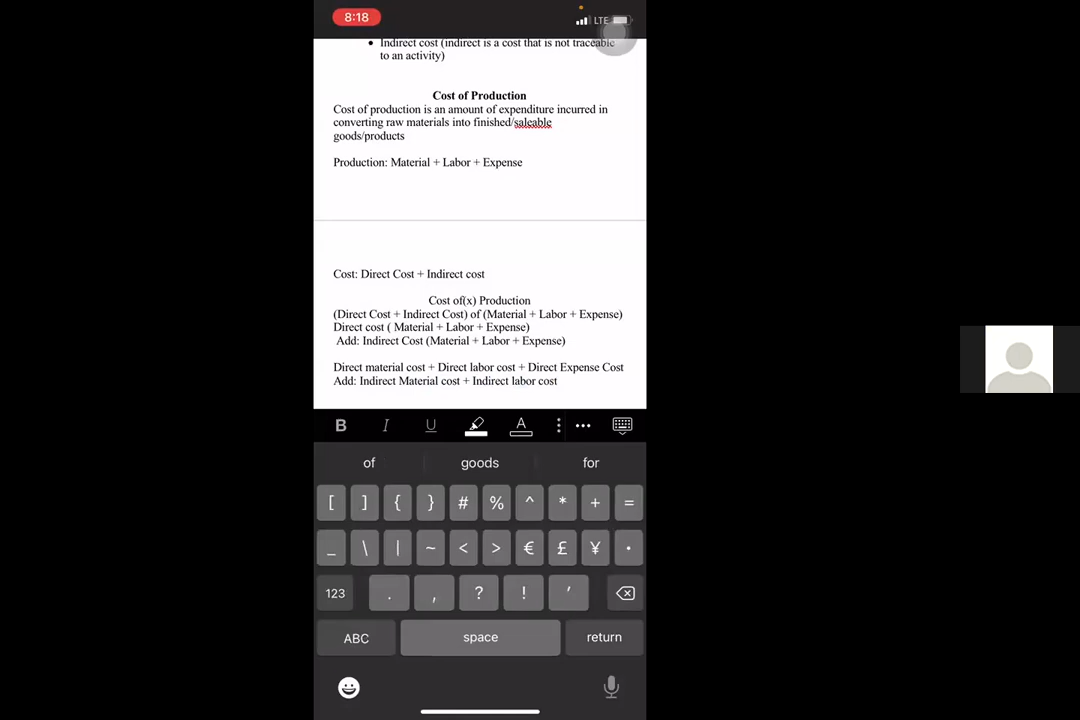 8:18
LTE
• Indirect cost (indirect is a cost that is not traceable
to an activity)
Cost of Production
Cost of production is an amount of expenditure incurred in
converting raw materials into finished/saleable
goods/products
Production: Material + Labor + Expense
Cost: Direct Cost + Indirect cost
Cost of(x) Production
(Direct Cost + Indirect Cost) of (Material + Labor + Expense)
Direct cost ( Material + Labor + Expense)
Add: Indirect Cost (Material + Labor + Expense)
Direct material cost + Direct labor cost + Direct Expense Cost
Add: Indirect Material cost + Indirect labor cost
B I U A
of goods for
[ ] { } # % ^ * + =
_ \ | ~ < > € £ ¥ •
123 . , ? ! ’
ABC space return